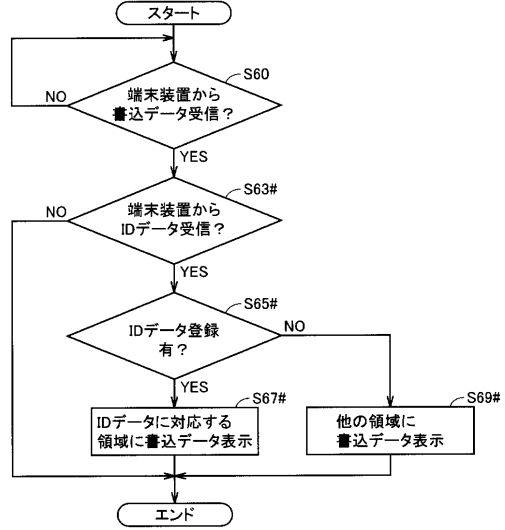 スタート
S60
端末装置から
書込データ受信？
NO
YES
S63#
端末装置から
IDデータ受信？
NO
YES
S65#
IDデータ登録
有？
NO
YES
S67#
IDデータに対応する
領域に書込データ表示
S69#
他の領域に
書込データ表示
エンド